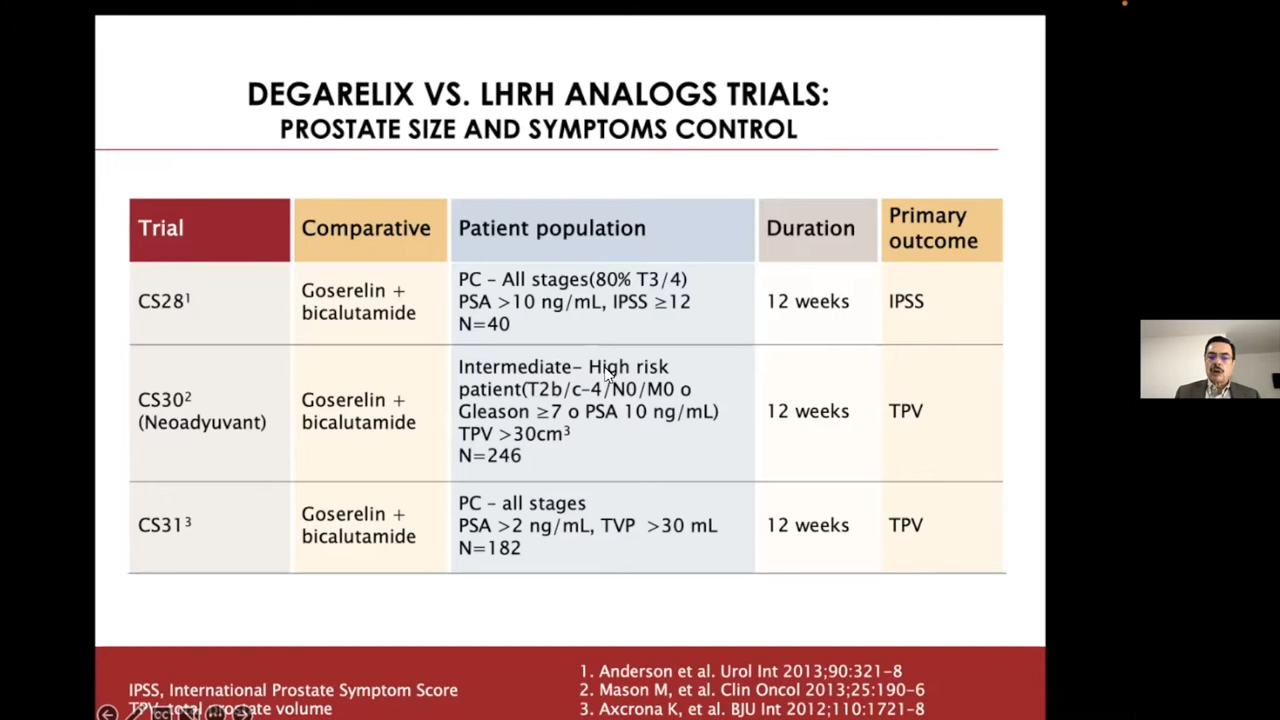 DEGARELIX VS. LHRH ANALOGS TRIALS:
PROSTATE SIZE AND SYMPTOMS CONTROL
Trial
Comparative
Patient population
Duration
Primary
outcome
CS28¹
Goserelin +
bicalutamide
PC – All stages(80% T3/4)
PSA >10 ng/mL, IPSS ≥12
N=40
12 weeks
IPSS
CS30²
(Neoadyuvant)
Goserelin +
bicalutamide
Intermediate– High risk
patient(T2b/c–4/N0/M0 o
Gleason ≥7 o PSA 10 ng/mL)
TPV >30cm³
N=246
12 weeks
TPV
CS31³
Goserelin +
bicalutamide
PC – all stages
PSA >2 ng/mL, TVP >30 mL
N=182
12 weeks
TPV
IPSS, International Prostate Symptom Score
TPV, total prostate volume
1. Anderson et al. Urol Int 2013;90:321–8
2. Mason M, et al. Clin Oncol 2013;25:190–6
3. Axcrona K, et al. BJU Int 2012;110:1721–8
CC